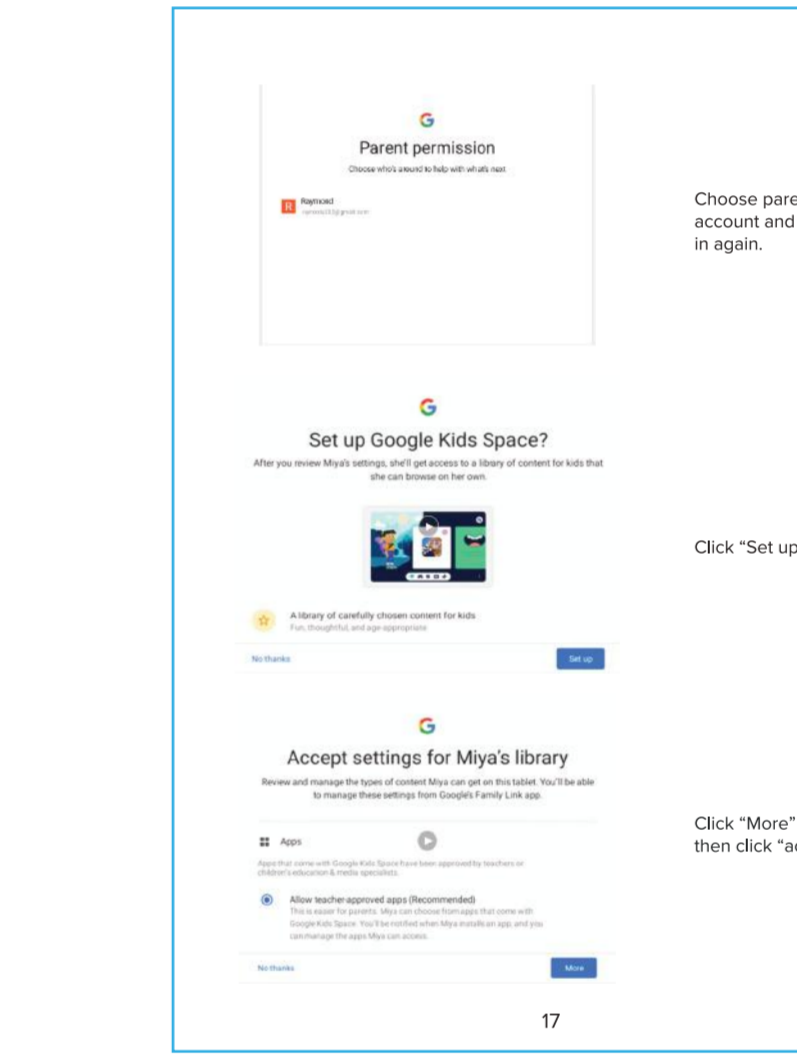 Parent permission
Choose who's around to help with what's next
R
Raymond
Choose pare
account and
in again.
Set up Google Kids Space?
After you review Miya's settings, she'll get access to a library of content for kids that
she can browse on her own.
Click “Set up
A library of carefully chosen content for kids
Fun, thoughtful, and age-appropriate
No thanks
Set up
Accept settings for Miya's library
Review and manage the types of content Miya can get on this tablet. You'll be able
to manage these settings from Google's Family Link app.
Apps
Apps that come with Google Kids Space have been approved by teachers or
children's education & media specialists.
Click “More”
then click “ac
Allow teacher-approved apps (Recommended)
This is easier for parents. Miya can choose from apps that come with
Google Kids Space. You'll be notified when Miya installs an app, and you
can manage the apps Miya can access.
No thanks
More
17